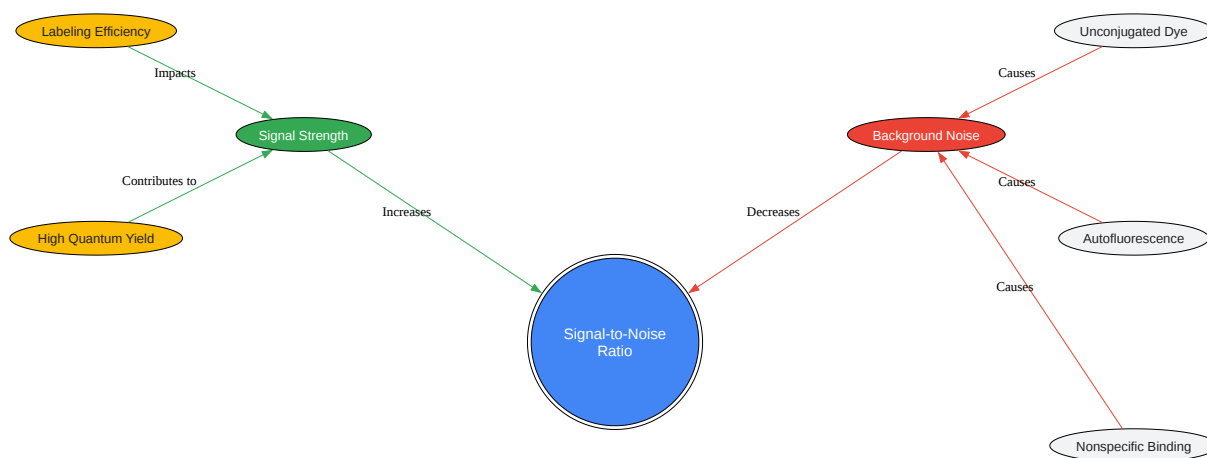 Labeling Efficiency
Unconjugated Dye
Impacts
Causes
Signal Strength
Background Noise
Contributes to
Causes
Increases
Decreases
High Quantum Yield
Autofluorescence
Causes
Signal-to-Noise
Ratio
Nonspecific Binding